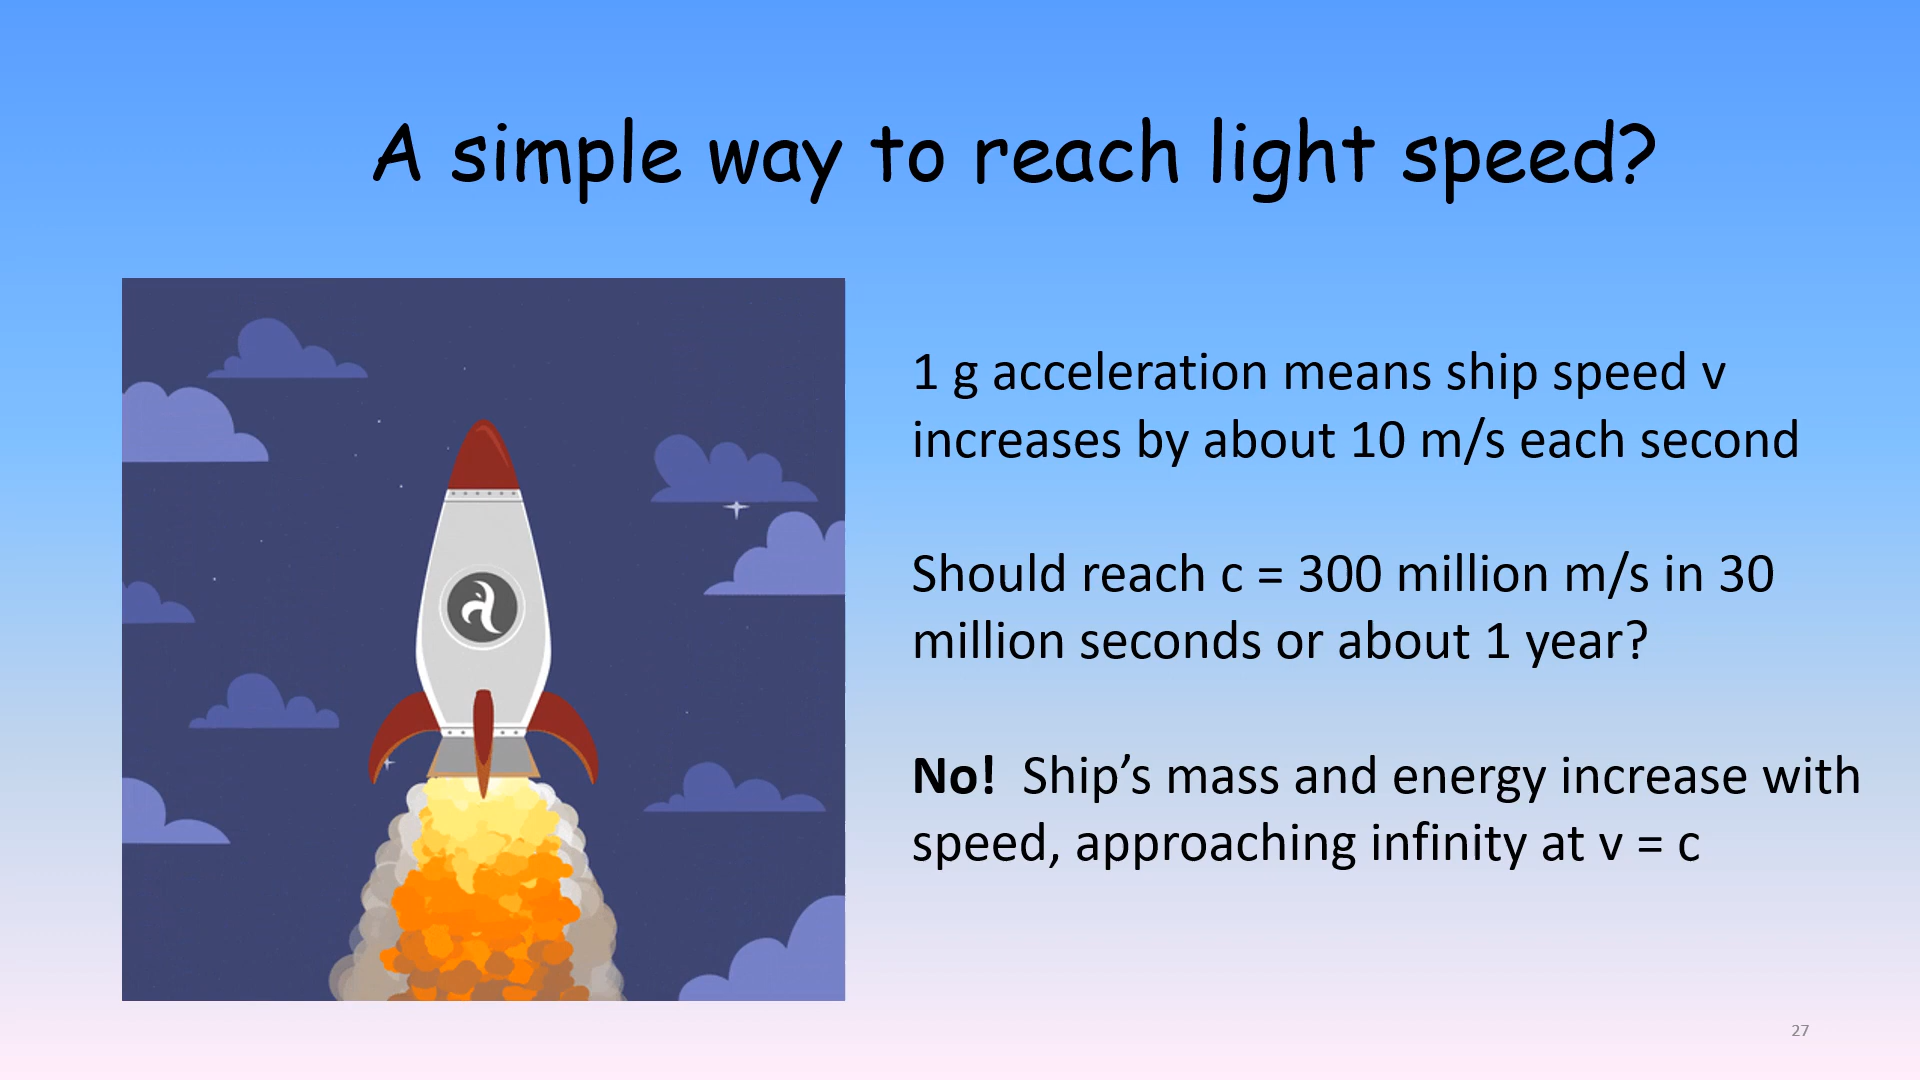 A simple way to reach light speed?
1 g acceleration means ship speed v
increases by about 10 m/s each second
Should reach c = 300 million m/s in 30
million seconds or about 1 year?
No!  Ship’s mass and energy increase with
speed, approaching infinity at v = c
27